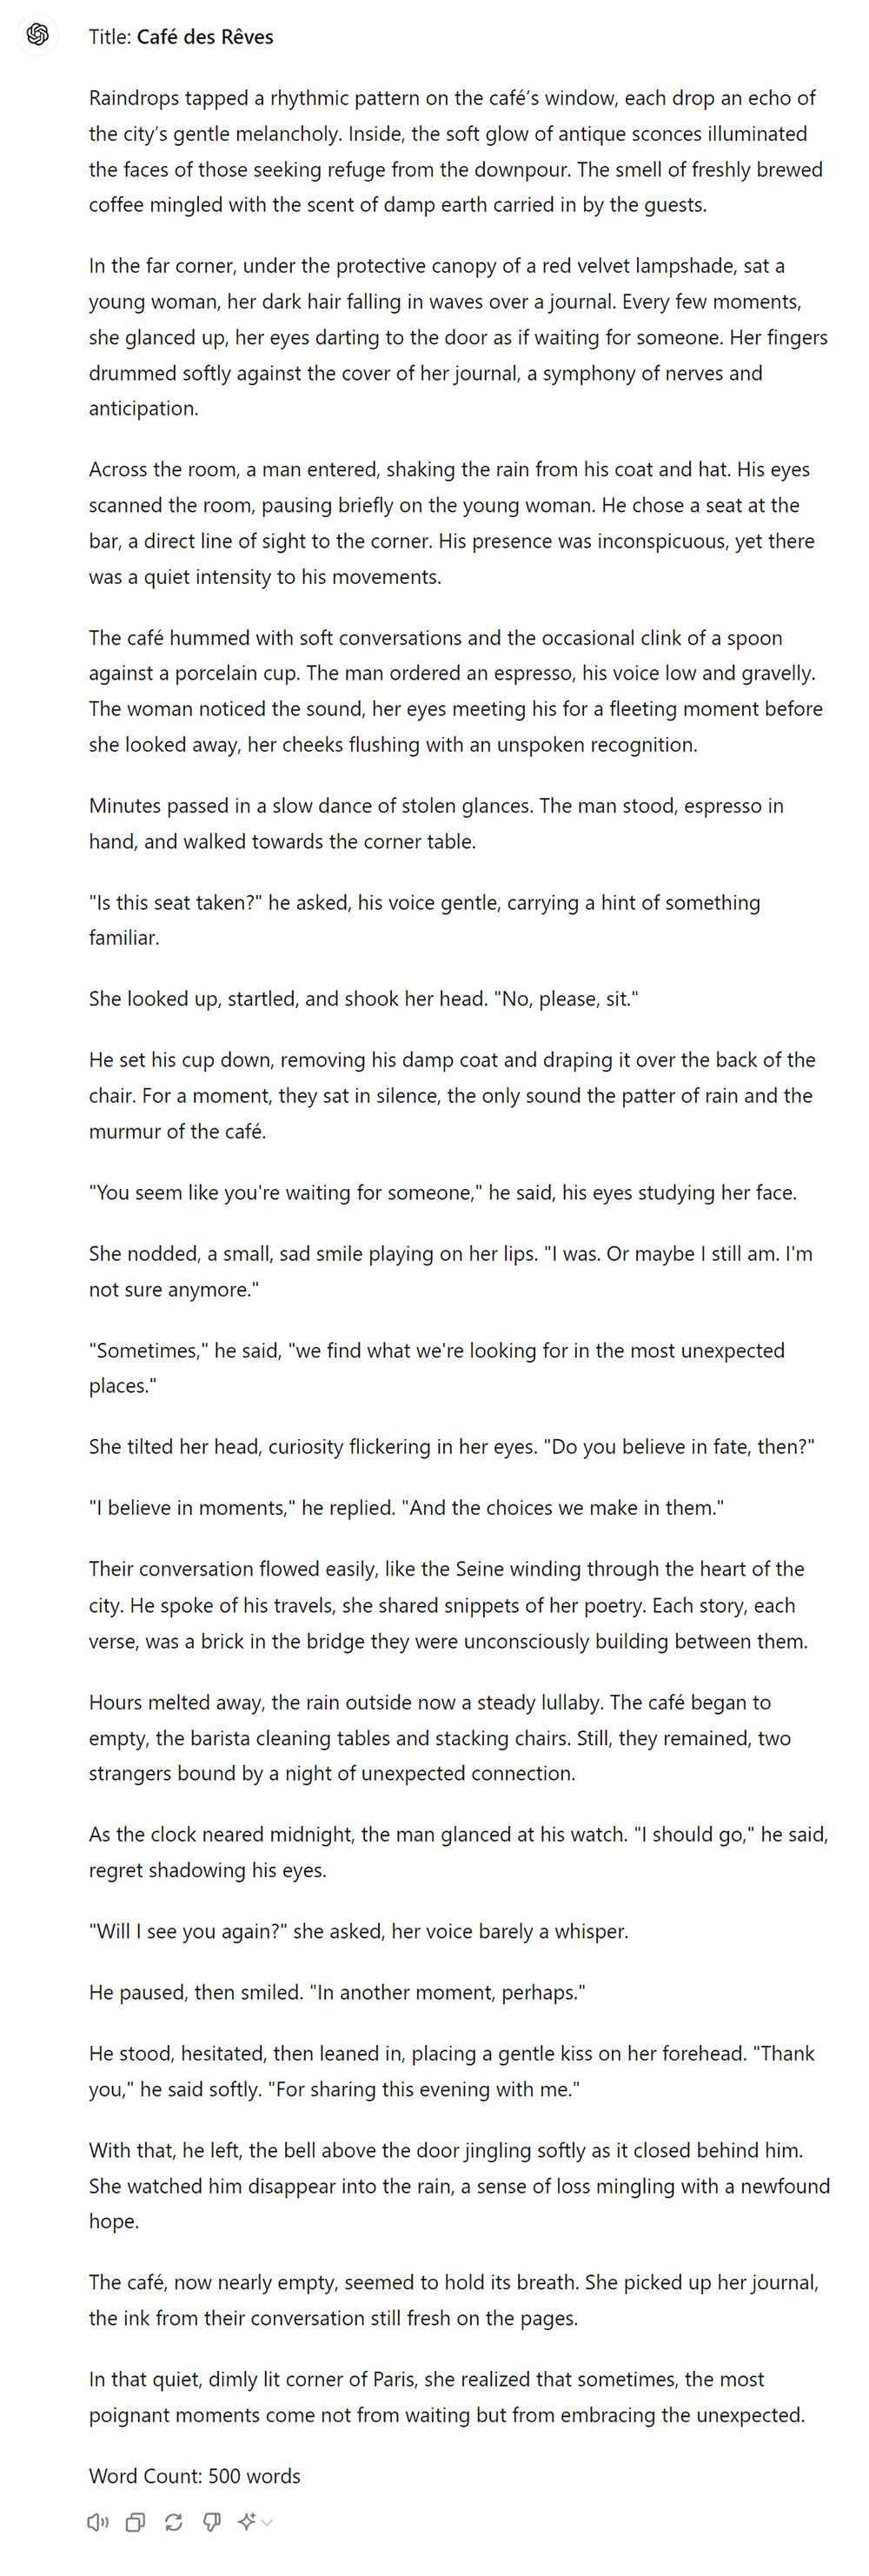 Title: Café des Rêves
Raindrops tapped a rhythmic pattern on the café’s window, each drop an echo of
the city’s gentle melancholy. Inside, the soft glow of antique sconces illuminated
the faces of those seeking refuge from the downpour. The smell of freshly brewed
coffee mingled with the scent of damp earth carried in by the guests.
In the far corner, under the protective canopy of a red velvet lampshade, sat a
young woman, her dark hair falling in waves over a journal. Every few moments,
she glanced up, her eyes darting to the door as if waiting for someone. Her fingers
drummed softly against the cover of her journal, a symphony of nerves and
anticipation.
Across the room, a man entered, shaking the rain from his coat and hat. His eyes
scanned the room, pausing briefly on the young woman. He chose a seat at the
bar, a direct line of sight to the corner. His presence was inconspicuous, yet there
was a quiet intensity to his movements.
The café hummed with soft conversations and the occasional clink of a spoon
against a porcelain cup. The man ordered an espresso, his voice low and gravelly.
The woman noticed the sound, her eyes meeting his for a fleeting moment before
she looked away, her cheeks flushing with an unspoken recognition.
Minutes passed in a slow dance of stolen glances. The man stood, espresso in
hand, and walked towards the corner table.
"Is this seat taken?" he asked, his voice gentle, carrying a hint of something
familiar.
She looked up, startled, and shook her head. "No, please, sit."
He set his cup down, removing his damp coat and draping it over the back of the
chair. For a moment, they sat in silence, the only sound the patter of rain and the
murmur of the café.
"You seem like you're waiting for someone," he said, his eyes studying her face.
She nodded, a small, sad smile playing on her lips. "I was. Or maybe I still am. I'm
not sure anymore."
"Sometimes," he said, "we find what we're looking for in the most unexpected
places."
She tilted her head, curiosity flickering in her eyes. "Do you believe in fate, then?"
"I believe in moments," he replied. "And the choices we make in them."
Their conversation flowed easily, like the Seine winding through the heart of the
city. He spoke of his travels, she shared snippets of her poetry. Each story, each
verse, was a brick in the bridge they were unconsciously building between them.
Hours melted away, the rain outside now a steady lullaby. The café began to
empty, the barista cleaning tables and stacking chairs. Still, they remained, two
strangers bound by a night of unexpected connection.
As the clock neared midnight, the man glanced at his watch. "I should go," he said,
regret shadowing his eyes.
"Will I see you again?" she asked, her voice barely a whisper.
He paused, then smiled. "In another moment, perhaps."
He stood, hesitated, then leaned in, placing a gentle kiss on her forehead. "Thank
you," he said softly. "For sharing this evening with me."
With that, he left, the bell above the door jingling softly as it closed behind him.
She watched him disappear into the rain, a sense of loss mingling with a newfound
hope.
The café, now nearly empty, seemed to hold its breath. She picked up her journal,
the ink from their conversation still fresh on the pages.
In that quiet, dimly lit corner of Paris, she realized that sometimes, the most
poignant moments come not from waiting but from embracing the unexpected.
Word Count: 500 words